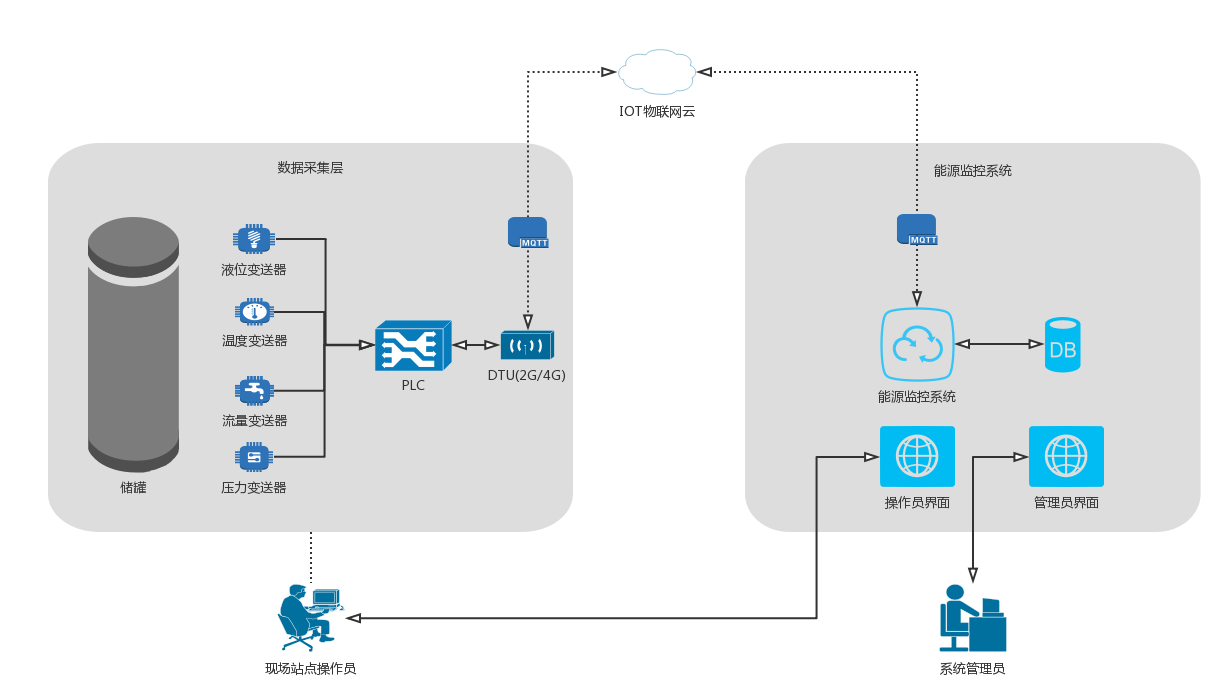 IOT物联网云
数据采集层
能源监控系统
MQTT
MQTT
液位变送器
温度变送器
PLC
DTU(2G/4G)
DB
流量变送器
能源监控系统
储罐
压力变送器
操作员界面
管理员界面
现场站点操作员
系统管理员